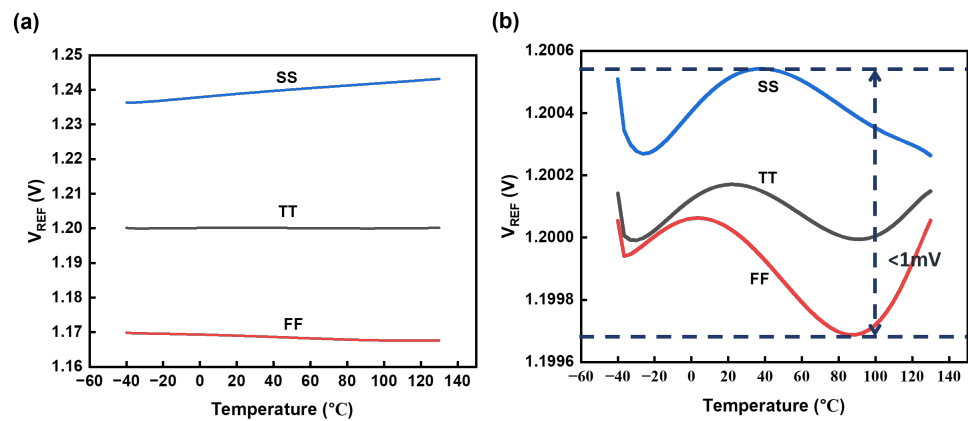 (a)
1.25
1.24
1.23
1.22
1.21
1.20
1.19
1.18
1.17
1.16
V_REF (V)
SS
TT
FF
−60 −40 −20 0 20 40 60 80 100 120 140
Temperature (°C)
(b)
1.2006
1.2004
1.2002
1.2000
1.1998
1.1996
V_REF (V)
SS
TT
<1mV
FF
−60 −40 −20 0 20 40 60 80 100 120 140
Temperature (°C)